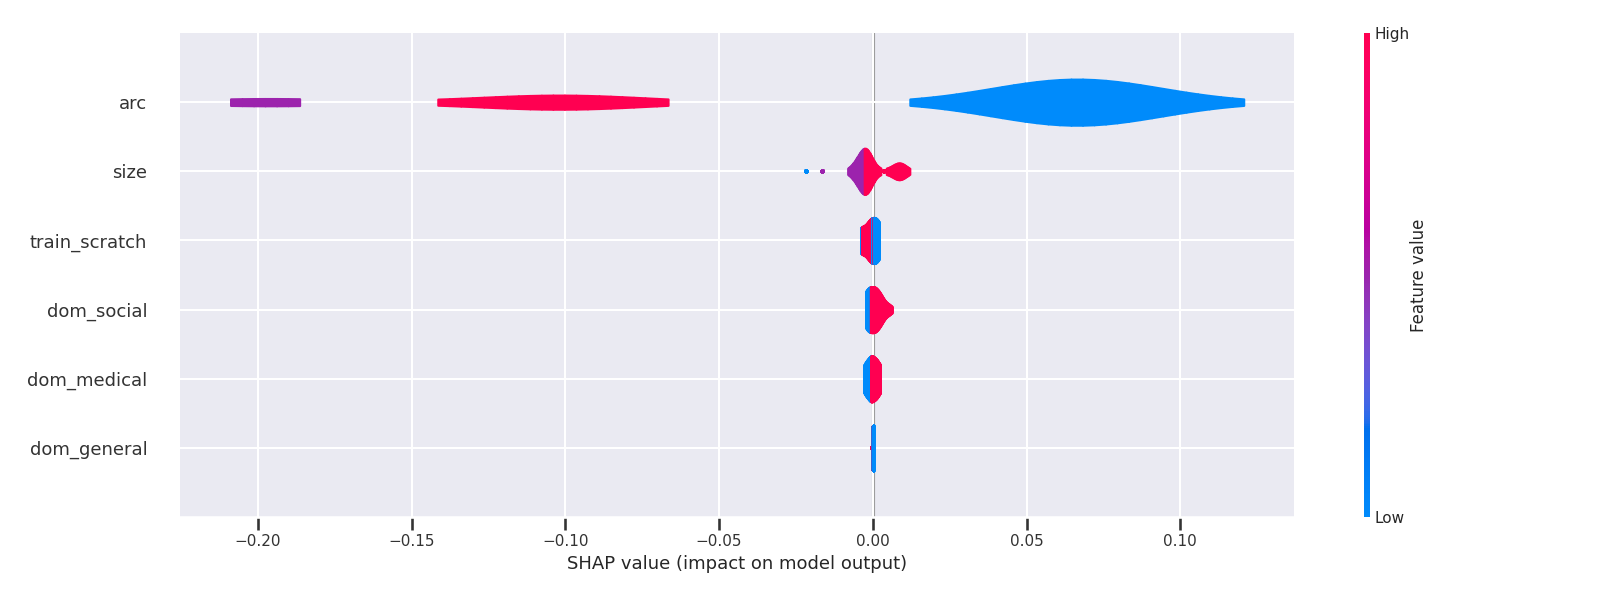 High
arc
size
train_scratch
dom_social
dom_medical
dom_general
Feature value
Low
−0.20 −0.15 −0.10 −0.05 0.00 0.05 0.10
SHAP value (impact on model output)